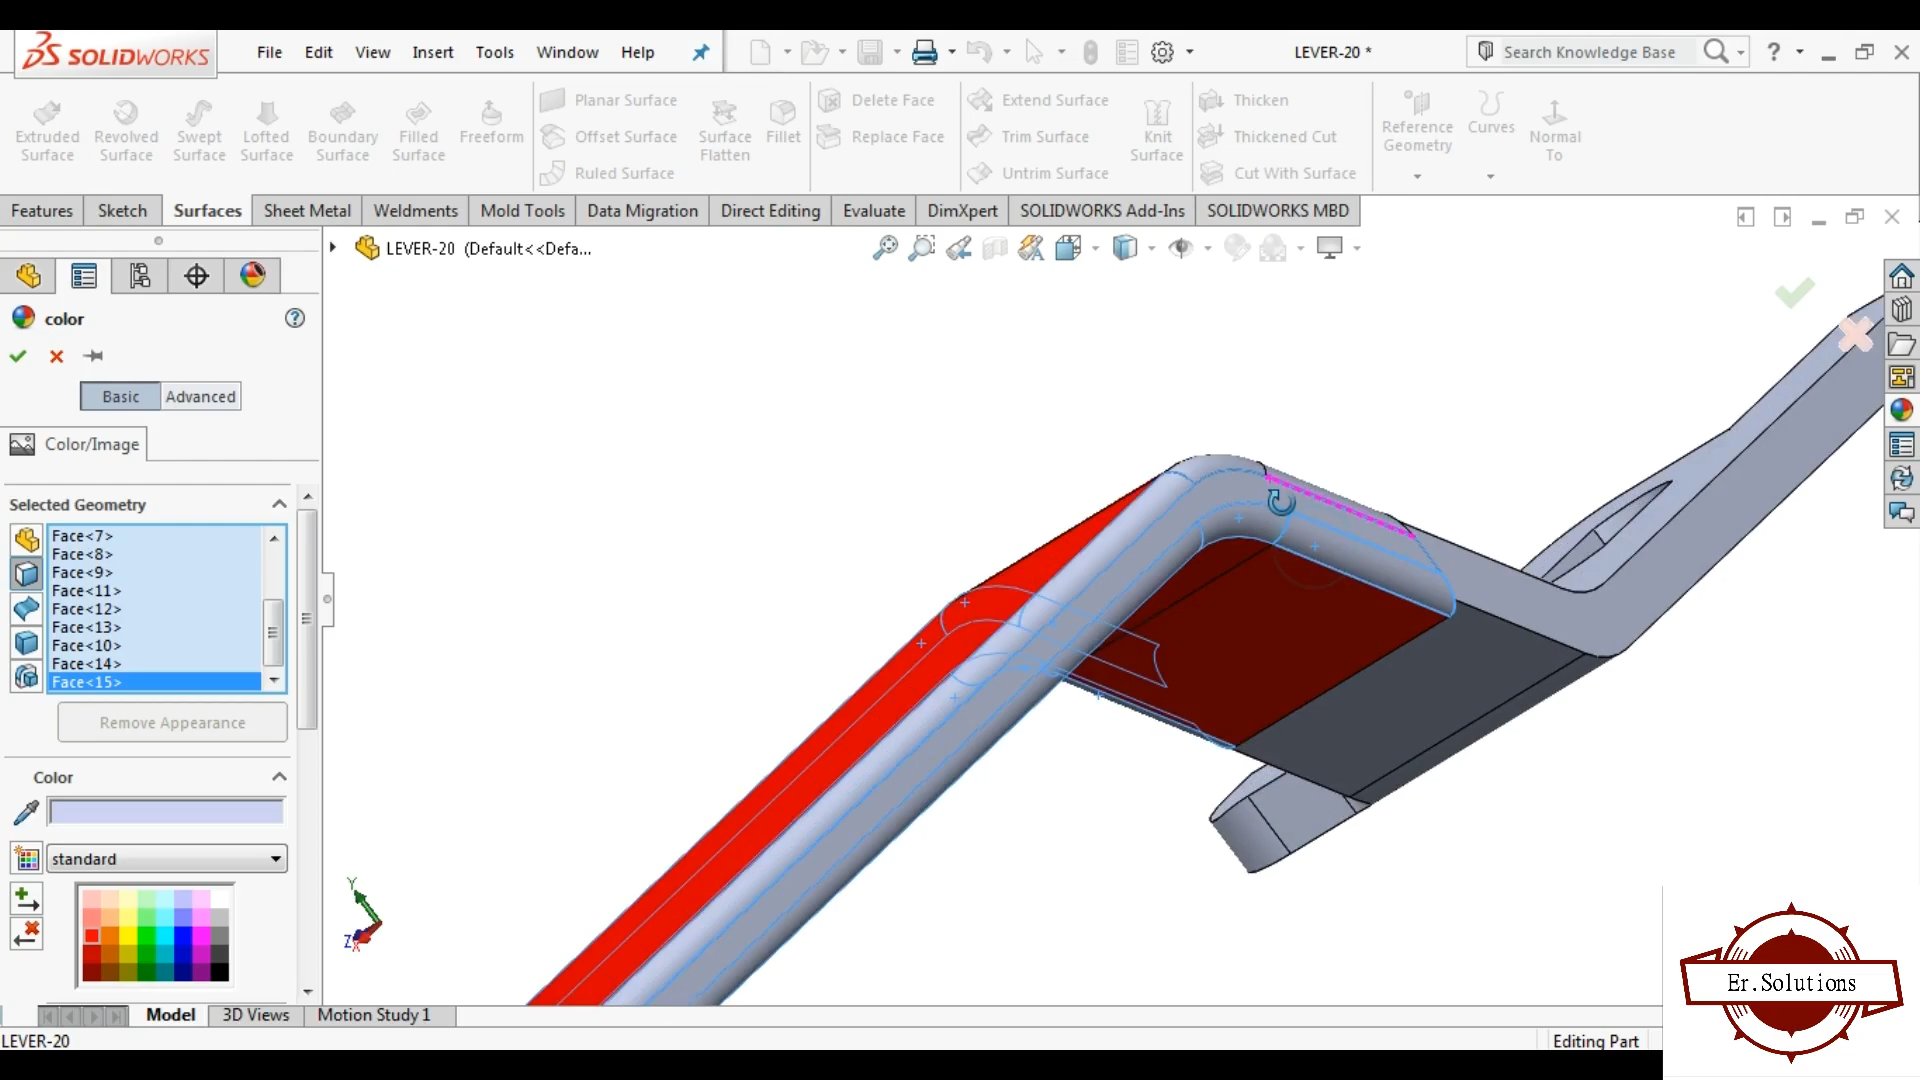 SOLIDWORKS File Edit View Insert Tools Window Help LEVER-20 * Search Knowledge Base ?
Extruded Surface
Revolved Surface
Swept Surface
Lofted Surface
Boundary Surface
Filled Surface
Freeform
Planar Surface
Offset Surface
Ruled Surface
Surface Flatten
Fillet
Delete Face
Replace Face
Extend Surface
Trim Surface
Untrim Surface
Knit Surface
Thicken
Thickened Cut
Cut With Surface
Reference Geometry
Curves
Normal To
Features Sketch Surfaces Sheet Metal Weldments Mold Tools Data Migration Direct Editing Evaluate DimXpert SOLIDWORKS Add-Ins SOLIDWORKS MBD
LEVER-20 (Default<<Defa...
color ?
Basic Advanced
Color/Image
Selected Geometry
Face<7>
Face<8>
Face<9>
Face<11>
Face<12>
Face<13>
Face<10>
Face<14>
Face<15>
Remove Appearance
Color
standard
Y
Z X
Er.Solutions
Model 3D Views Motion Study 1
LEVER-20 Editing Part